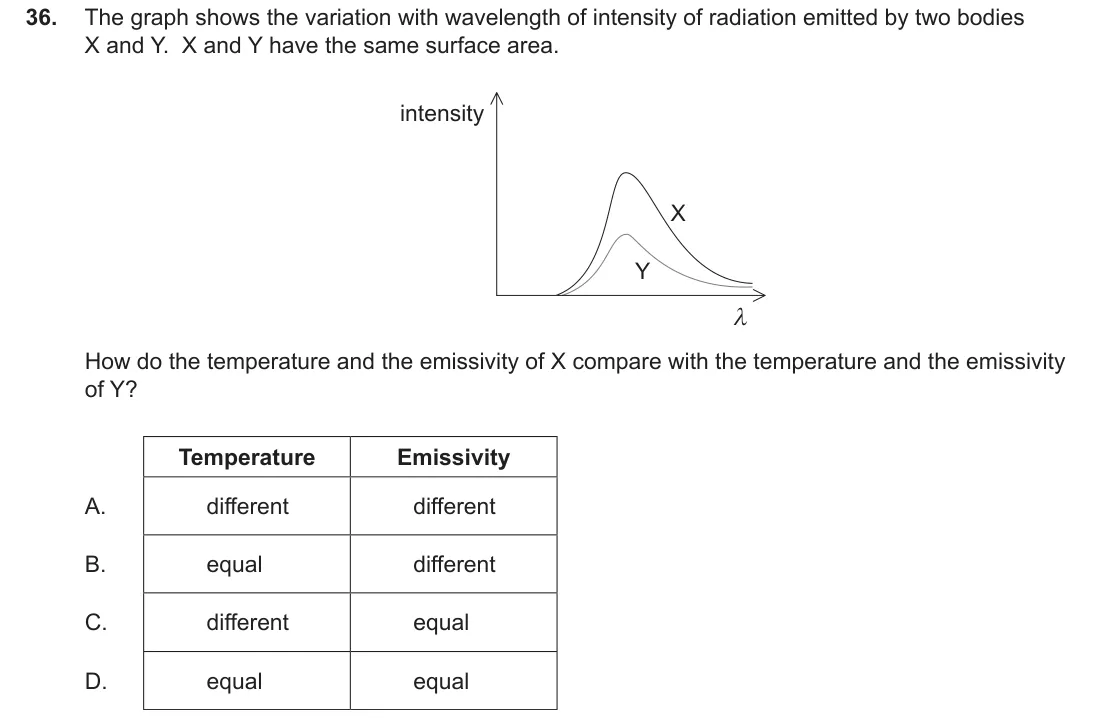 36. The graph shows the variation with wavelength of intensity of radiation emitted by two bodies
X and Y. X and Y have the same surface area.
intensity
X
Y
λ
How do the temperature and the emissivity of X compare with the temperature and the emissivity
of Y?
Temperature Emissivity
A. different different
B. equal different
C. different equal
D. equal equal